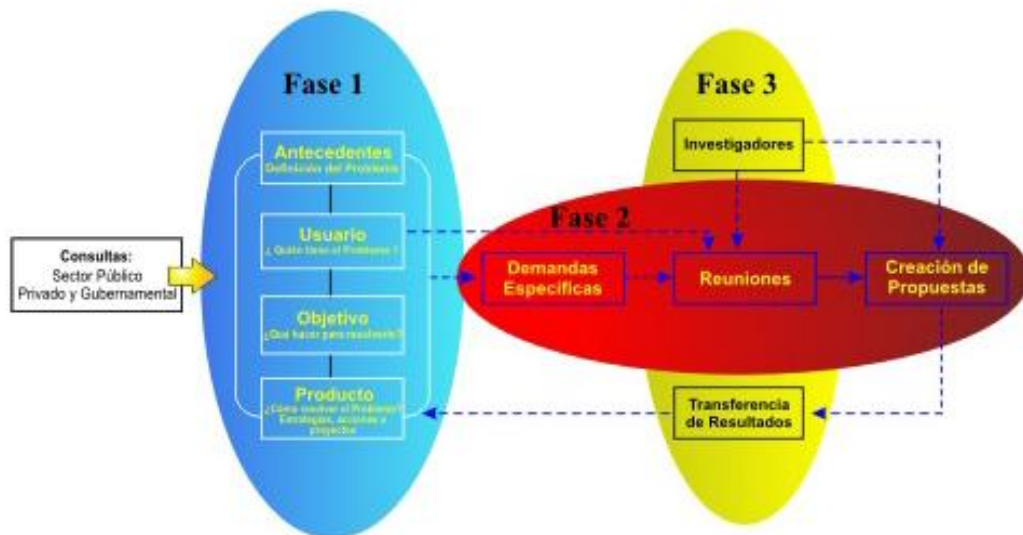 Fase 1
Antecedentes
Definición del Problema
Usuario
¿ Quién tiene el Problema ?
Objetivo
¿Que hacer para resolverlo?
Producto
¿Cómo resolver el Problema?
Estrategias, acciones y
proyectos
Consultas:
Sector Público
Privado y Gubernamental
Fase 2
Demandas
Específicas
Reuniones
Creación de
Propuestas
Fase 3
Investigadores
Transferencia
de Resultados